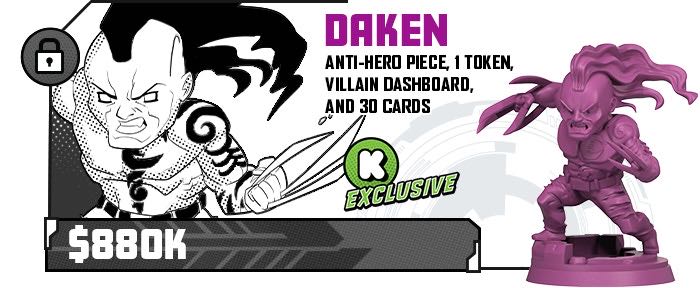 DAKEN
ANTI-HERO PIECE, 1 TOKEN,
VILLAIN DASHBOARD,
AND 30 CARDS
K
EXCLUSIVE
$880K